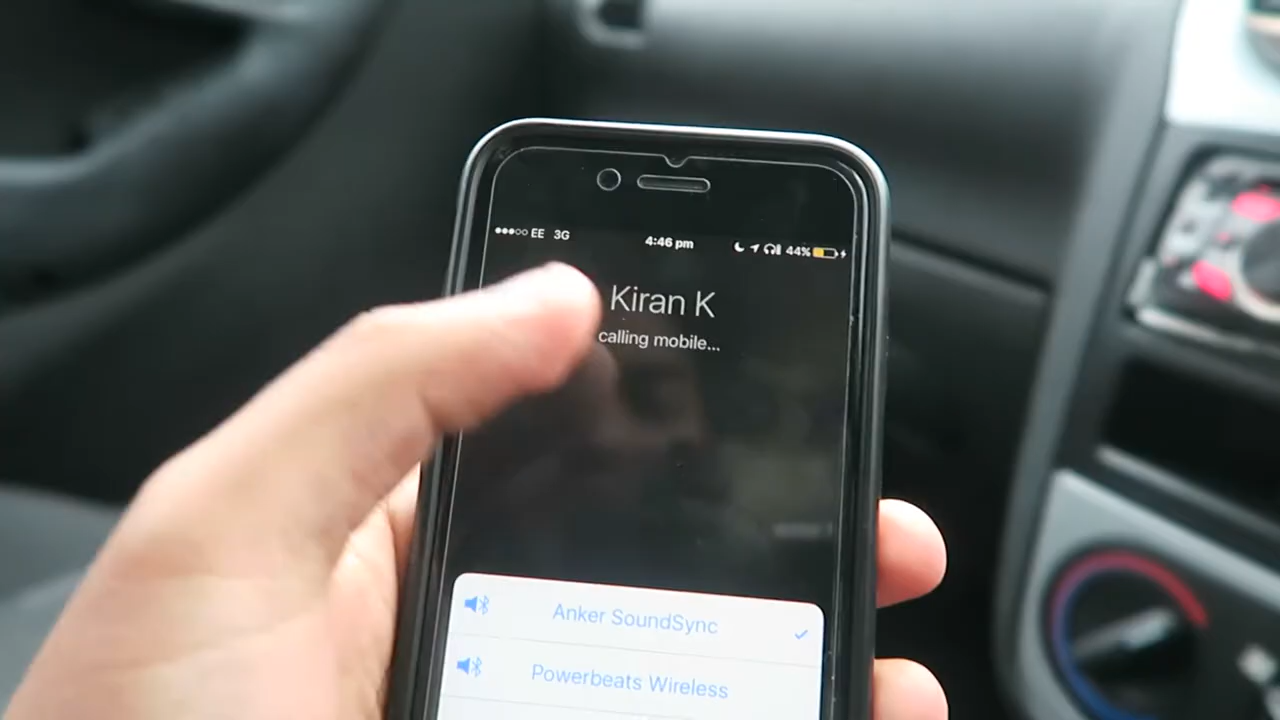 EE 3G 4:46 pm 44%
Kiran K
calling mobile...
Anker SoundSync
Powerbeats Wireless